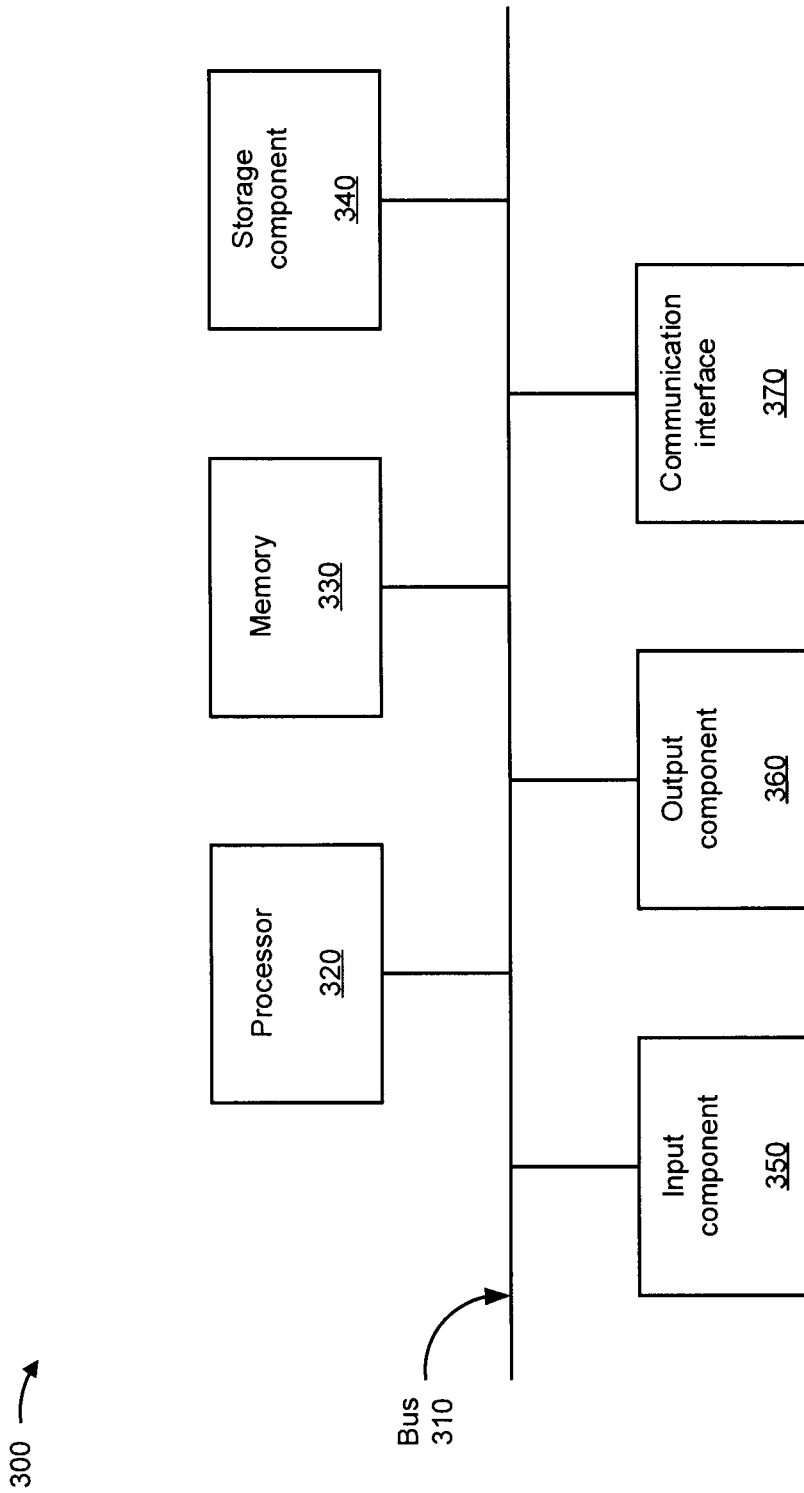 300
Processor
320
Memory
330
Storage
component
340
Bus
310
Input
component
350
Output
component
360
Communication
interface
370